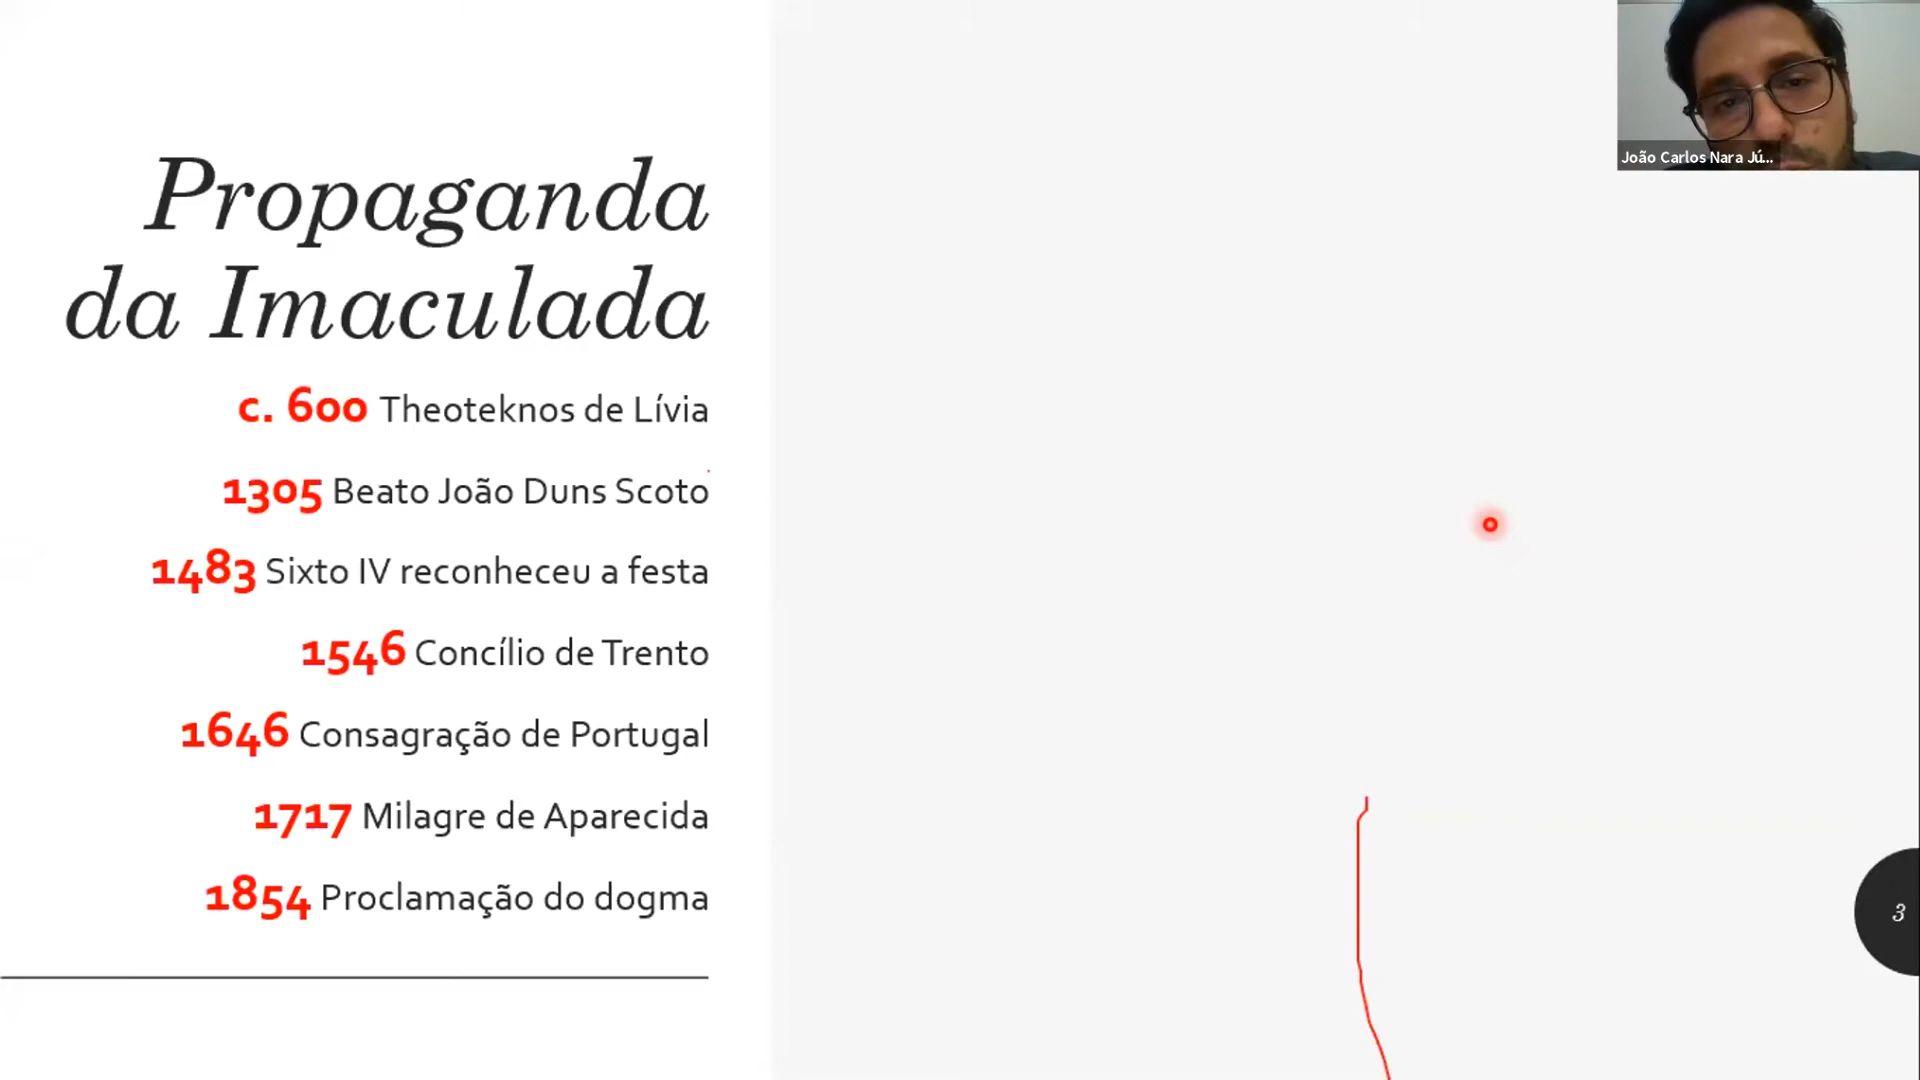 João Carlos Nara Jú...
Propaganda
da Imaculada
c. 600 Theoteknos de Lívia
1305 Beato João Duns Scoto
1483 Sixto IV reconheceu a festa
1546 Concílio de Trento
1646 Consagração de Portugal
1717 Milagre de Aparecida
1854 Proclamação do dogma
3